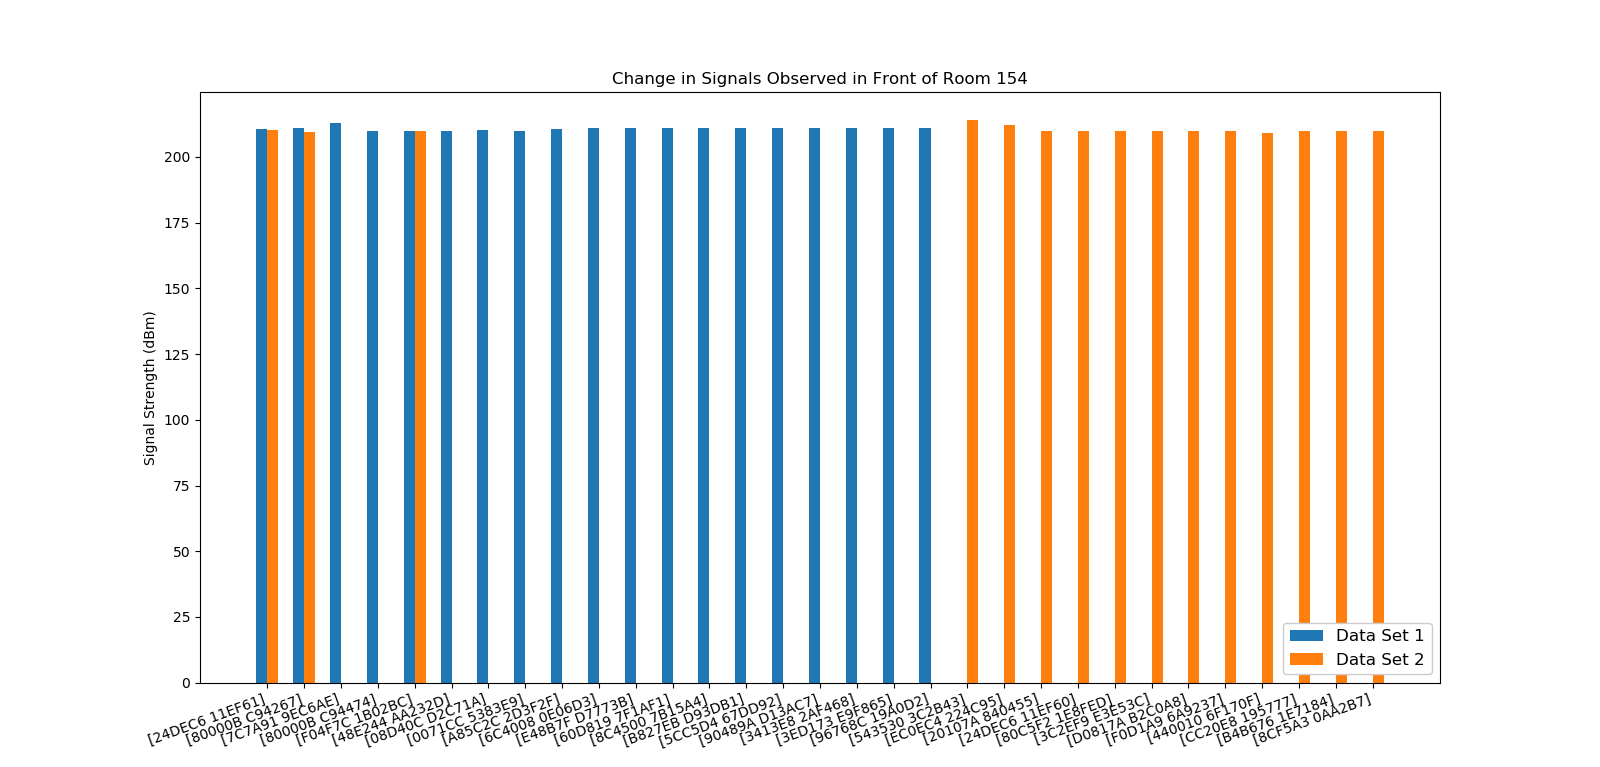 Change in Signals Observed in Front of Room 154
Signal Strength (dBm)
200
175
150
125
100
75
50
25
0
[24DEC6 11EF61]
[80000B C94267]
[7C7A91 9EC6AE]
[80000B C94474]
[F04F7C 1B02BC]
[48E244 AA232D]
[08D40C D2C71A]
[0071CC 5383E9]
[A85C2C 2D3F2F]
[6C4008 0E06D3]
[E48B7F D7773B]
[60D819 7F1AF1]
[8C4500 7B15A4]
[B827EB D93DB1]
[5CC5D4 67DD92]
[90489A D13AC7]
[3413E8 2AF468]
[3ED173 E9F865]
[96768C 19A0D2]
[543530 3C2B43]
[EC0EC4 224C95]
[20107A 840455]
[24DEC6 11EF60]
[80C5F2 1E8FED]
[3C2EF9 E3E53C]
[D0817A B2C0A8]
[F0D1A9 6A9237]
[440010 6F170F]
[CC20E8 195777]
[B4B676 1E7184]
[8CF5A3 0AA2B7]
Data Set 1
Data Set 2